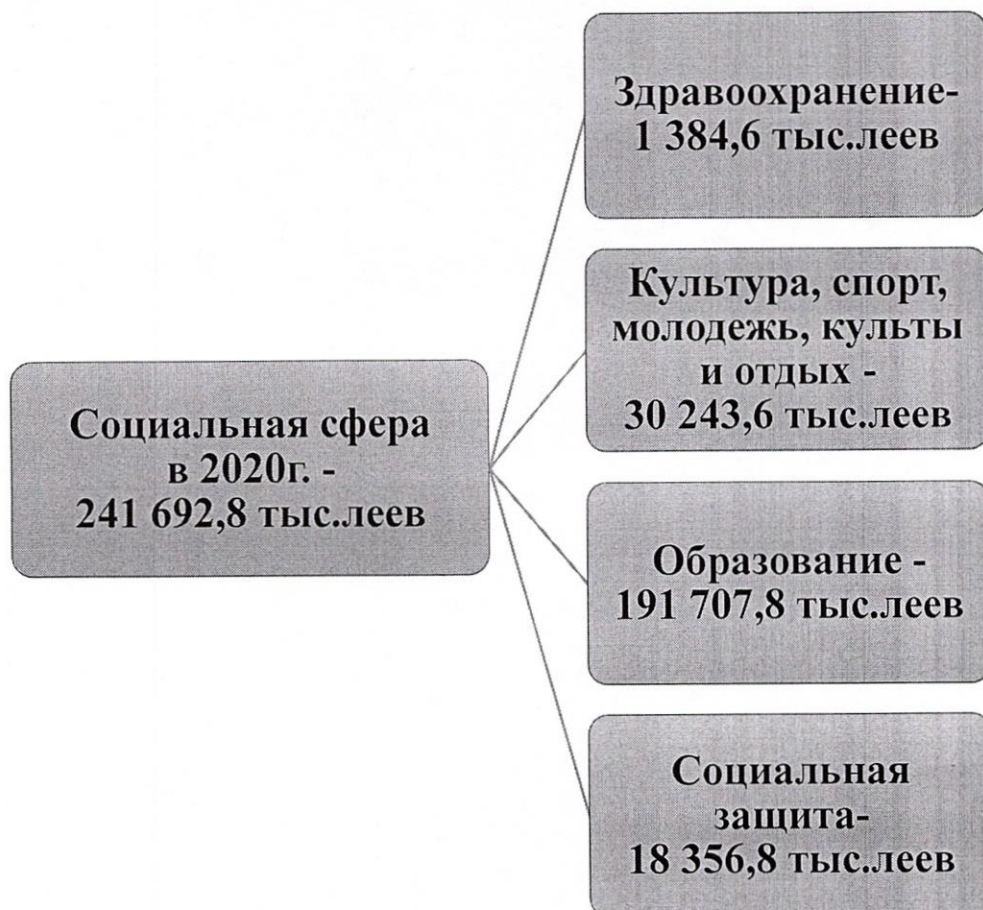 Здравоохранение-
1 384,6 тыс.леев
Культура, спорт,
молодежь, культы
и отдых -
30 243,6 тыс.леев
Социальная сфера
в 2020г. -
241 692,8 тыс.леев
Образование -
191 707,8 тыс.леев
Социальная
защита-
18 356,8 тыс.леев